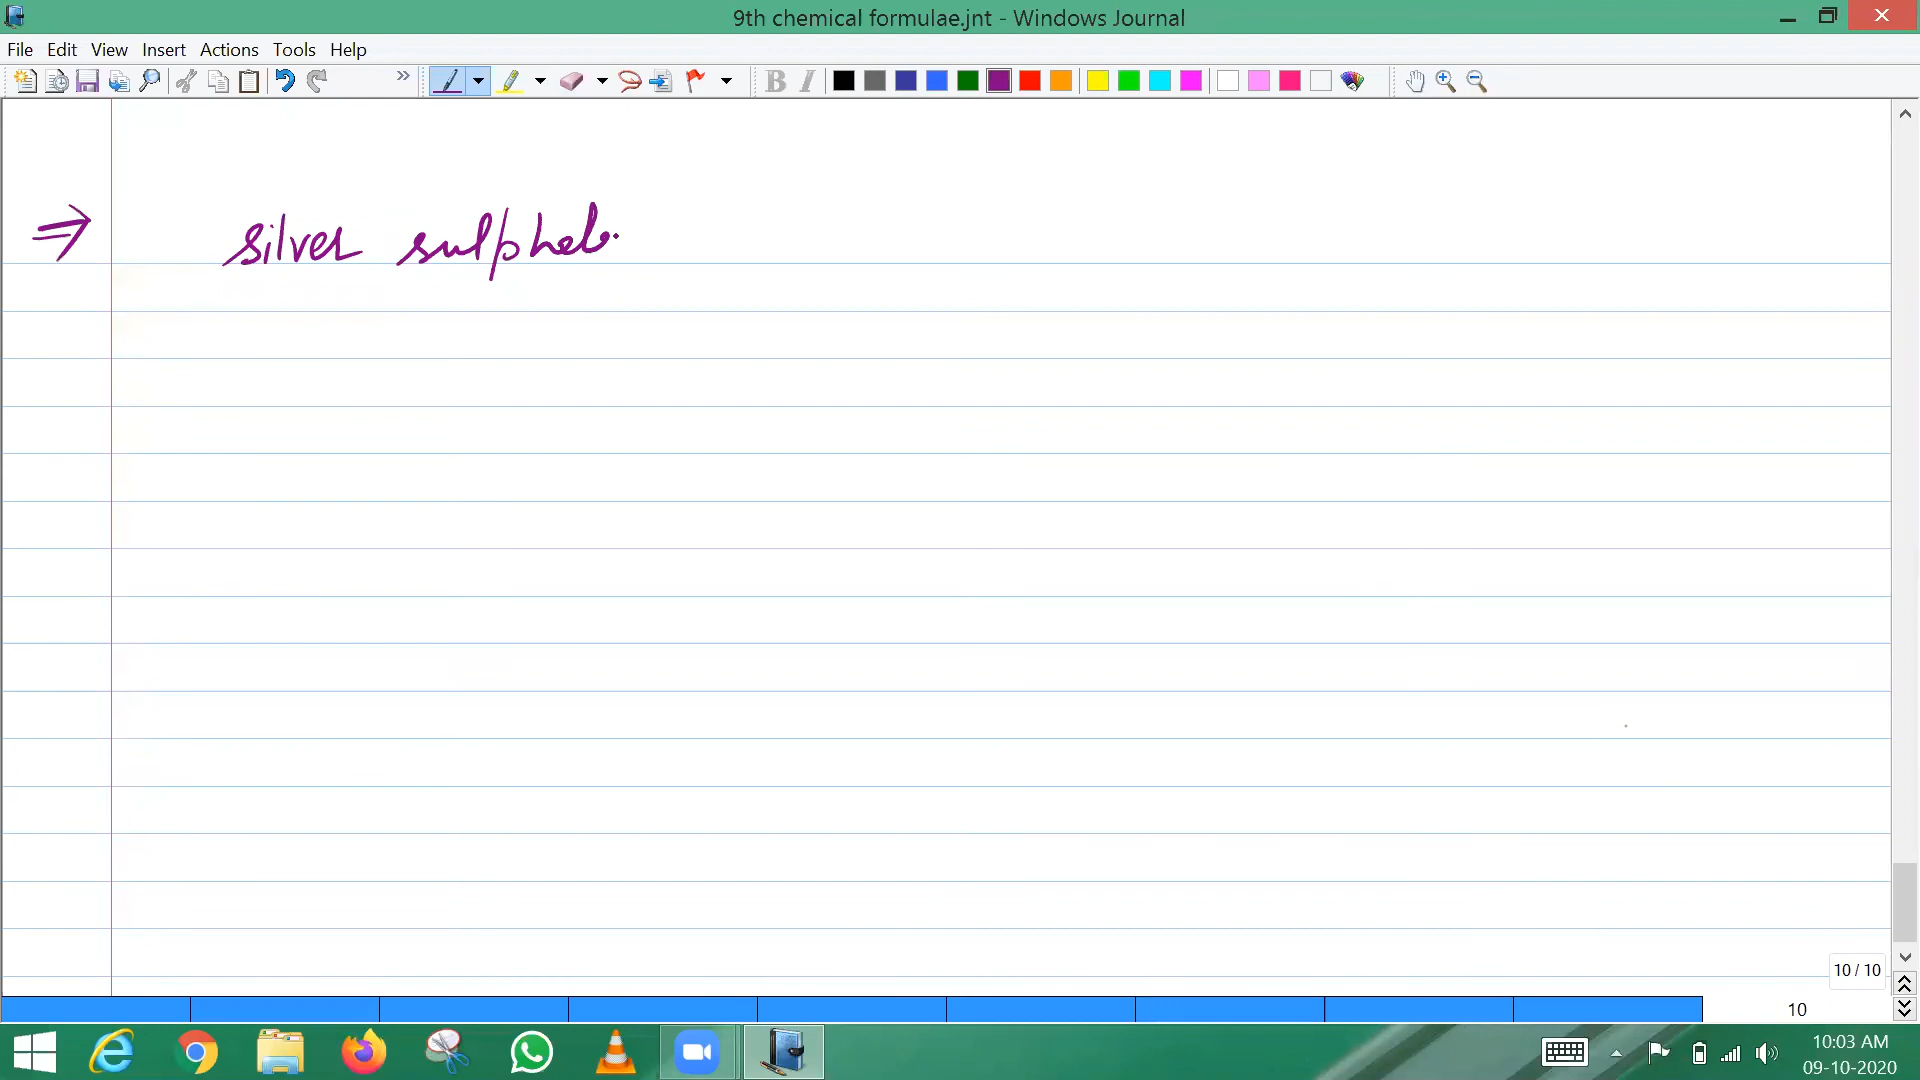 9th chemical formulae.jnt - Windows Journal
File Edit View Insert Actions Tools Help
B I
⇒ silver sulphate
10 / 10
10
10:03 AM
09-10-2020